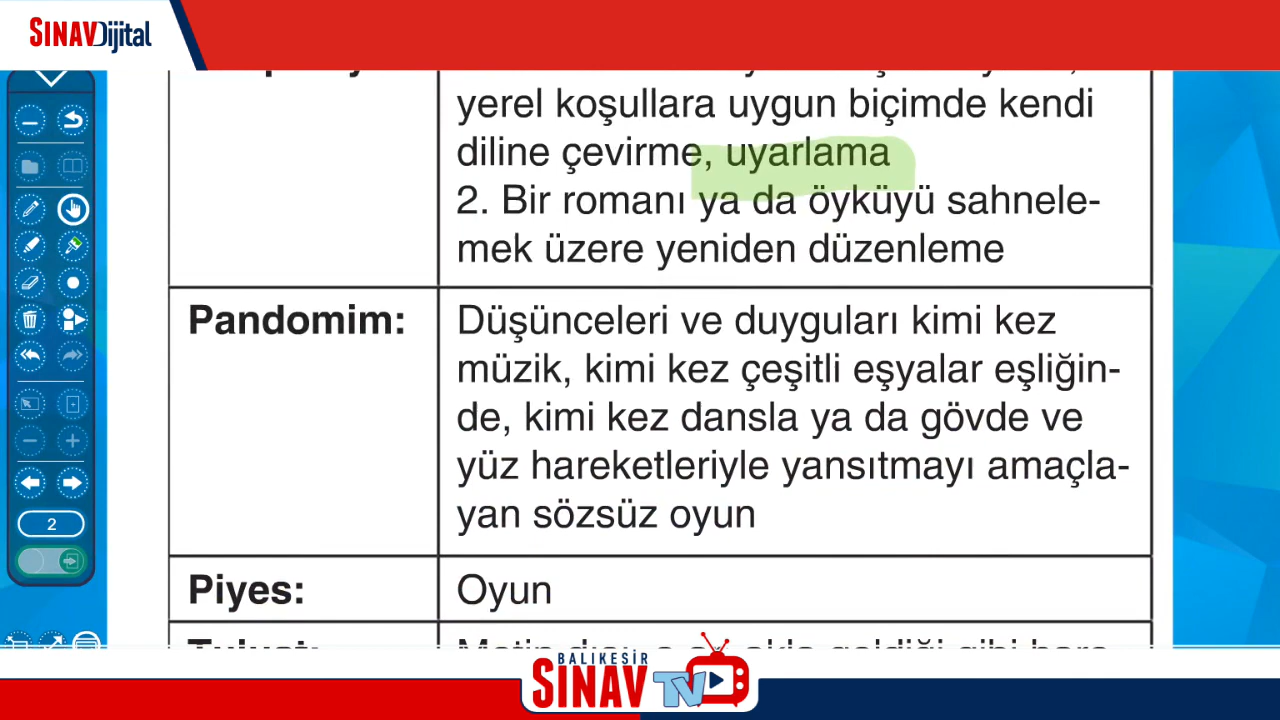 SINAVDijital
yerel koşullara uygun biçimde kendi
diline çevirme, uyarlama
2. Bir romanı ya da öyküyü sahnele-
mek üzere yeniden düzenleme
Pandomim:
Düşünceleri ve duyguları kimi kez
müzik, kimi kez çeşitli eşyalar eşliğin-
de, kimi kez dansla ya da gövde ve
yüz hareketleriyle yansıtmayı amaçla-
yan sözsüz oyun
Piyes:
Oyun
2
BALIKESİR
SINAV TV